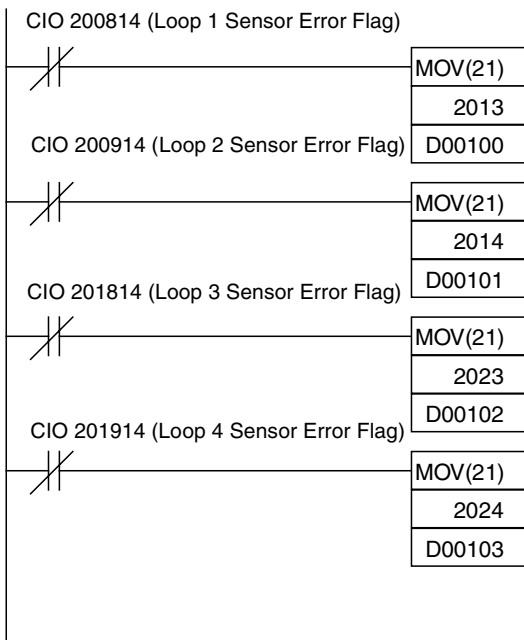 CIO 200814 (Loop 1 Sensor Error Flag)
MOV(21)
2013
D00100
CIO 200914 (Loop 2 Sensor Error Flag)
MOV(21)
2014
D00101
CIO 201814 (Loop 3 Sensor Error Flag)
MOV(21)
2023
D00102
CIO 201914 (Loop 4 Sensor Error Flag)
MOV(21)
2024
D00103